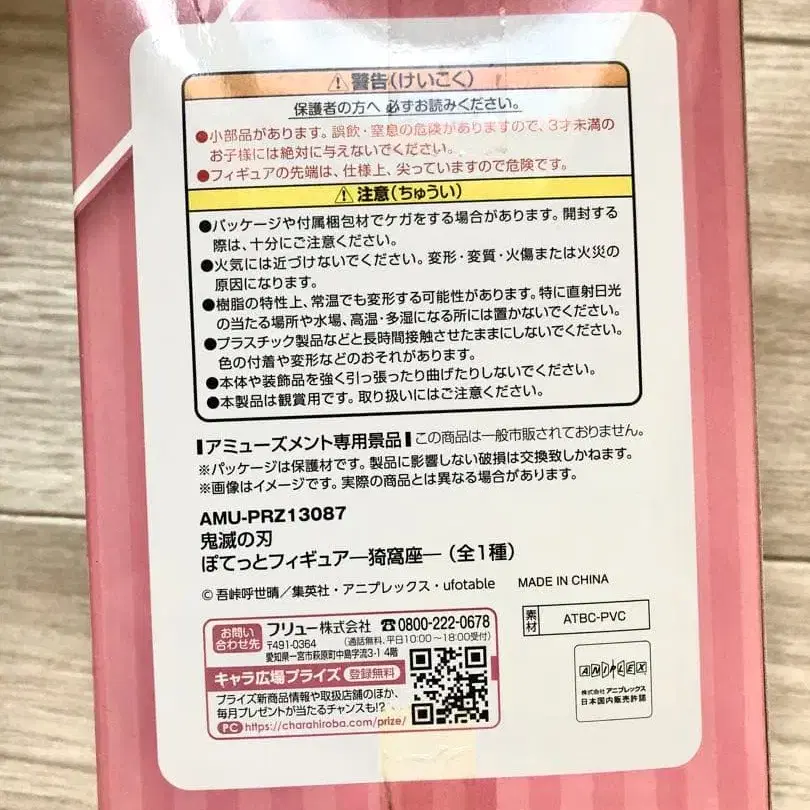 ⚠警告(けいこく)
保護者の方へ 必ずお読みください。
●小部品があります。誤飲・窒息の危険がありますので、3才未満の
お子様には絶対に与えないでください。
●フィギュアの先端は、仕様上、尖っていますので危険です。
⚠注意(ちゅうい)
●パッケージや付属梱包材でケガをする場合があります。開封する
際は、十分にご注意ください。
●火気には近づけないでください。変形・変質・火傷または火災の
原因になります。
●樹脂の特性上、常温でも変形する可能性があります。特に直射日光
の当たる場所や水場、高温・多湿になる所には置かないでください。
●プラスチック製品などと長時間接触させたままにしないでください。
色の付着や変形などのおそれがあります。
●本体や装飾品を強く引っ張ったり曲げたりしないでください。
●本製品は観賞用です。取り扱いにはご注意ください。
┃アミューズメント専用景品┃この商品は一般市販されておりません。
※パッケージは保護材です。製品に影響しない破損は交換致しかねます。
※画像はイメージです。実際の商品とは異なる場合があります。
AMU-PRZ13087
鬼滅の刃
ぽてっとフィギュア―猗窩座―(全1種)
©吾峠呼世晴/集英社・アニプレックス・ufotable
MADE IN CHINA
素材 ATBC-PVC
お問い合わせ先
フリュー株式会社 ☎0800-222-0678
〒491-0364 (通話無料、平日10:00~18:00受付)
愛知県一宮市萩原町中島字流3-1 4階
キャラ広場プライズ 登録無料
プライズ新商品情報や取扱店舗のほか、
毎月プレゼントが当たるチャンスも!?
PC https://charahiroba.com/prize/
ANIPLEX
株式会社アニプレックス
日本国内販売許諾